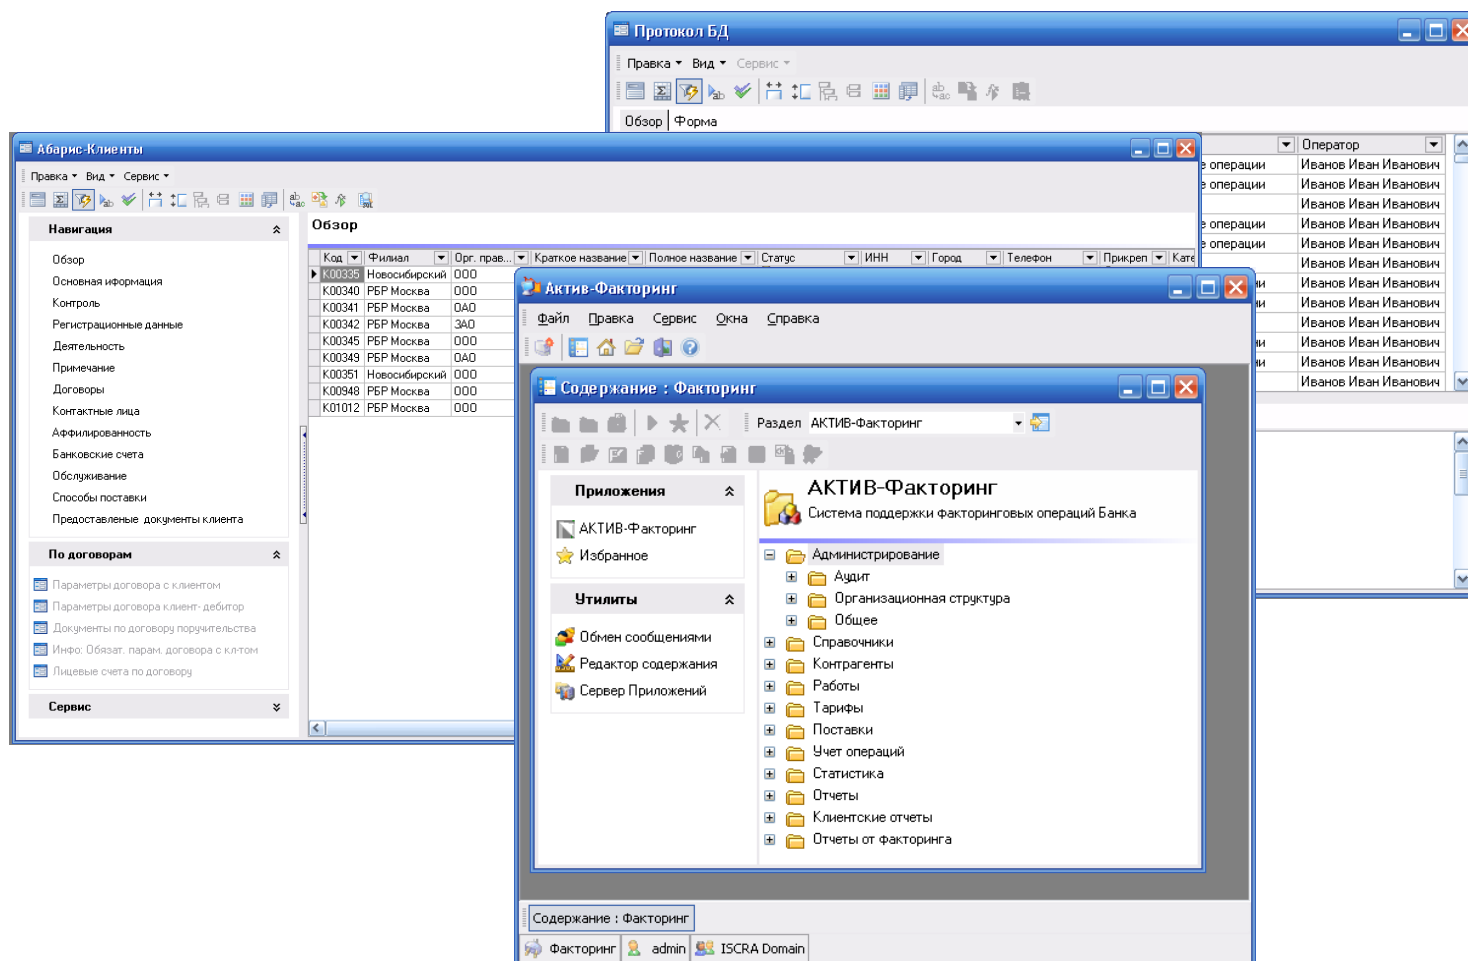 Протокол БД
Правка Вид Сервис
Обзор Форма
Оператор
е операции Иванов Иван Иванович
е операции Иванов Иван Иванович
Иванов Иван Иванович
е операции Иванов Иван Иванович
е операции Иванов Иван Иванович
Иванов Иван Иванович
ии Иванов Иван Иванович
ии Иванов Иван Иванович
Иванов Иван Иванович
ии Иванов Иван Иванович
ии Иванов Иван Иванович
Иванов Иван Иванович
Абарис-Клиенты
Правка Вид Сервис
Навигация
Обзор
Основная иформация
Контроль
Регистрационные данные
Деятельность
Примечание
Договоры
Контактные лица
Аффилированность
Банковские счета
Обслуживание
Способы поставки
Предоставленые документы клиента
По договорам
Параметры договора с клиентом
Параметры договора клиент- дебитор
Документы по договору поручительства
Инфо: Обязат. парам. договора с кл-том
Лицевые счета по договору
Сервис
Обзор
Код Филиал Орг. прав... Краткое название Полное название Статус ИНН Город Телефон Прикреп Кате
К00335 Новосибирский ООО
К00340 РБР Москва ООО
К00341 РБР Москва ОАО
К00342 РБР Москва ЗАО
К00345 РБР Москва ООО
К00349 РБР Москва ОАО
К00351 Новосибирский ООО
К00948 РБР Москва ООО
К01012 РБР Москва ООО
Актив-Факторинг
Файл Правка Сервис Окна Справка
Содержание : Факторинг
Раздел АКТИВ-Факторинг
Приложения
АКТИВ-Факторинг
Избранное
Утилиты
Обмен сообщениями
Редактор содержания
Сервер Приложений
АКТИВ-Факторинг
Система поддержки факторинговых операций Банка
Администрирование
Аудит
Организационная структура
Общее
Справочники
Контрагенты
Работы
Тарифы
Поставки
Учет операций
Статистика
Отчеты
Клиентские отчеты
Отчеты от факторинга
Содержание : Факторинг
Факторинг admin ISCRA Domain